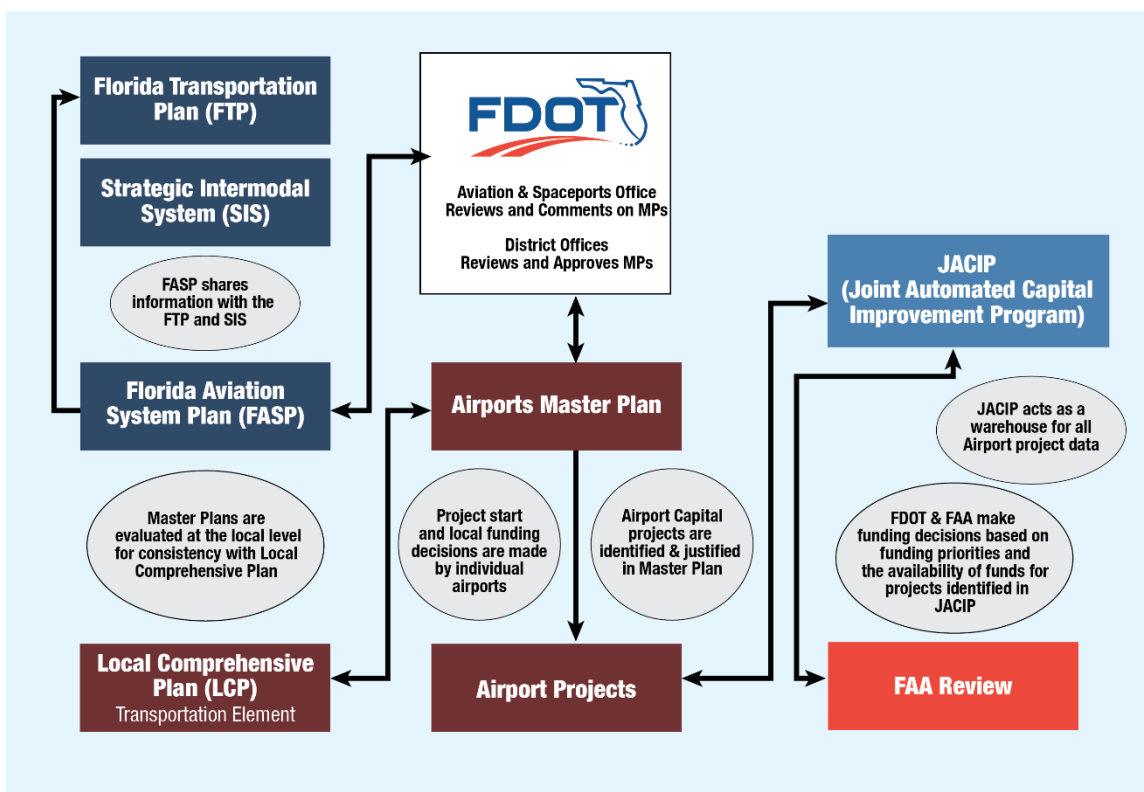 Florida Transportation
Plan (FTP)
Strategic Intermodal
System (SIS)
FASP shares
information with the
FTP and SIS
Florida Aviation
System Plan (FASP)
Master Plans are
evaluated at the local level
for consistency with Local
Comprehensive Plan
Local Comprehensive
Plan (LCP)
Transportation Element
FDOT
Aviation & Spaceports Office
Reviews and Comments on MPs
District Offices
Reviews and Approves MPs
Airports Master Plan
Project start
and local funding
decisions are made
by individual
airports
Airport Capital
projects are
identified & justified
in Master Plan
Airport Projects
JACIP
(Joint Automated Capital
Improvement Program)
JACIP acts as a
warehouse for all
Airport project data
FDOT & FAA make
funding decisions based on
funding priorities and
the availability of funds for
projects identified in
JACIP
FAA Review